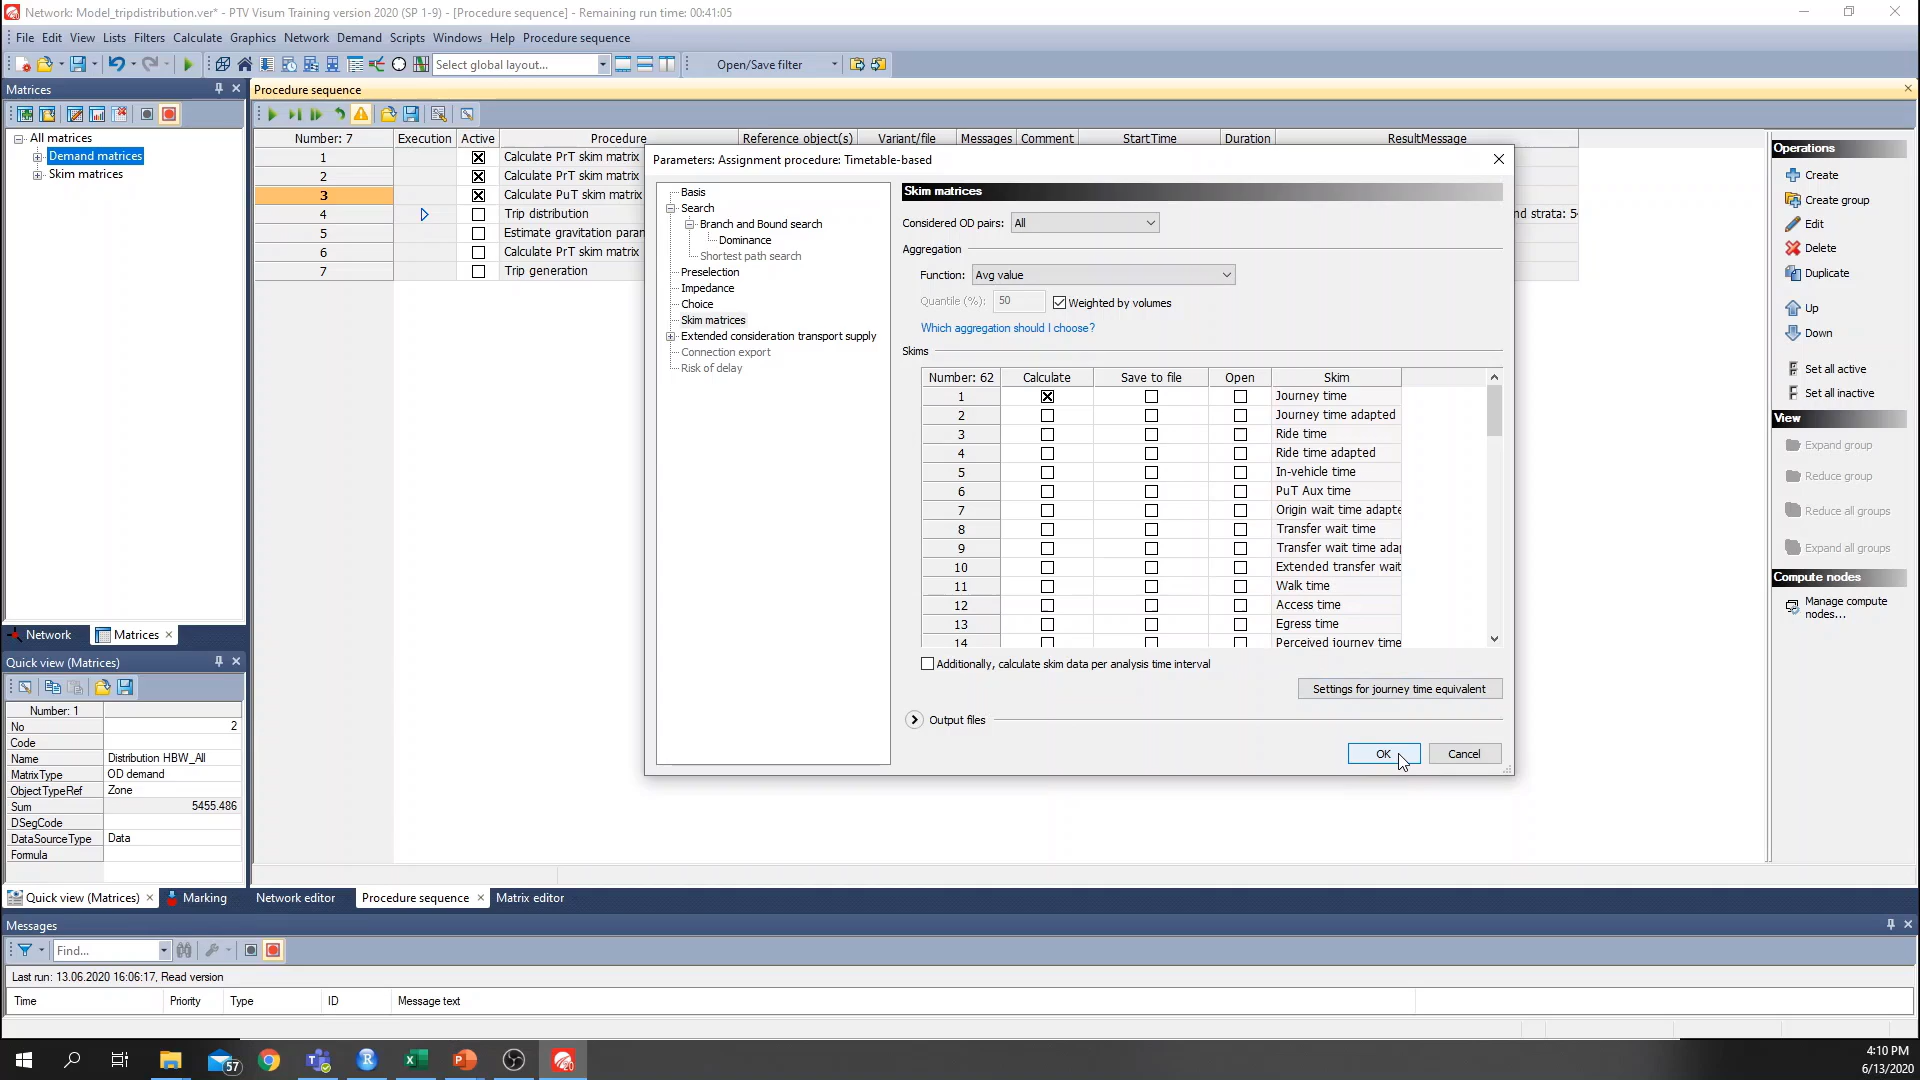 Network: Model_tripdistribution.ver* - PTV Visum Training version 2020 (SP 1-9) - [Procedure sequence] - Remaining run time: 00:41:05
File Edit View Lists Filters Calculate Graphics Network Demand Scripts Windows Help Procedure sequence
Select global layout... Open/Save filter
Matrices
All matrices
Demand matrices
Skim matrices
Network Matrices
Quick view (Matrices)
Number: 1
No 2
Code
Name Distribution HBW_All
MatrixType OD demand
ObjectTypeRef Zone
Sum 5455.486
DSegCode
DataSourceType Data
Formula
Procedure sequence
Number: 7 Execution Active Procedure Reference object(s) Variant/file Messages Comment StartTime Duration ResultMessage
1 Calculate PrT skim matrix
2 Calculate PrT skim matrix
3 Calculate PuT skim matrix
4 Trip distribution nd strata: 5
5 Estimate gravitation paran
6 Calculate PrT skim matrix
7 Trip generation
Parameters: Assignment procedure: Timetable-based
Basis
Search
Branch and Bound search
Dominance
Shortest path search
Preselection
Impedance
Choice
Skim matrices
Extended consideration transport supply
Connection export
Risk of delay
Skim matrices
Considered OD pairs: All
Aggregation
Function: Avg value
Quantile (%): 50 Weighted by volumes
Which aggregation should I choose?
Skims
Number: 62 Calculate Save to file Open Skim
1 Journey time
2 Journey time adapted
3 Ride time
4 Ride time adapted
5 In-vehicle time
6 PuT Aux time
7 Origin wait time adapte
8 Transfer wait time
9 Transfer wait time ada
10 Extended transfer wait
11 Walk time
12 Access time
13 Egress time
14 Perceived journey time
Additionally, calculate skim data per analysis time interval
Settings for journey time equivalent
Output files
OK Cancel
Operations
Create
Create group
Edit
Delete
Duplicate
Up
Down
Set all active
Set all inactive
View
Expand group
Reduce group
Reduce all groups
Expand all groups
Compute nodes
Manage compute
nodes...
Quick view (Matrices) Marking Network editor Procedure sequence Matrix editor
Messages
Find...
Last run: 13.06.2020 16:06:17, Read version
Time Priority Type ID Message text
57
20
4:10 PM
6/13/2020